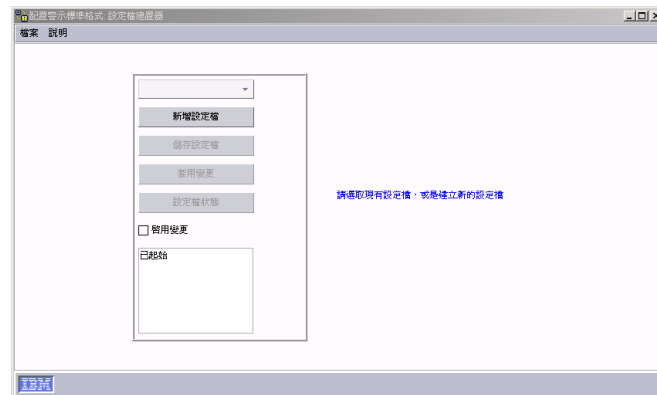 配置警示標準格式: 設定檔建置器
檔案 說明
新增設定檔
儲存設定檔
套用變更
設定檔狀態
啓用變更
已起始
請選取現有設定檔，或是建立新的設定檔
IBM